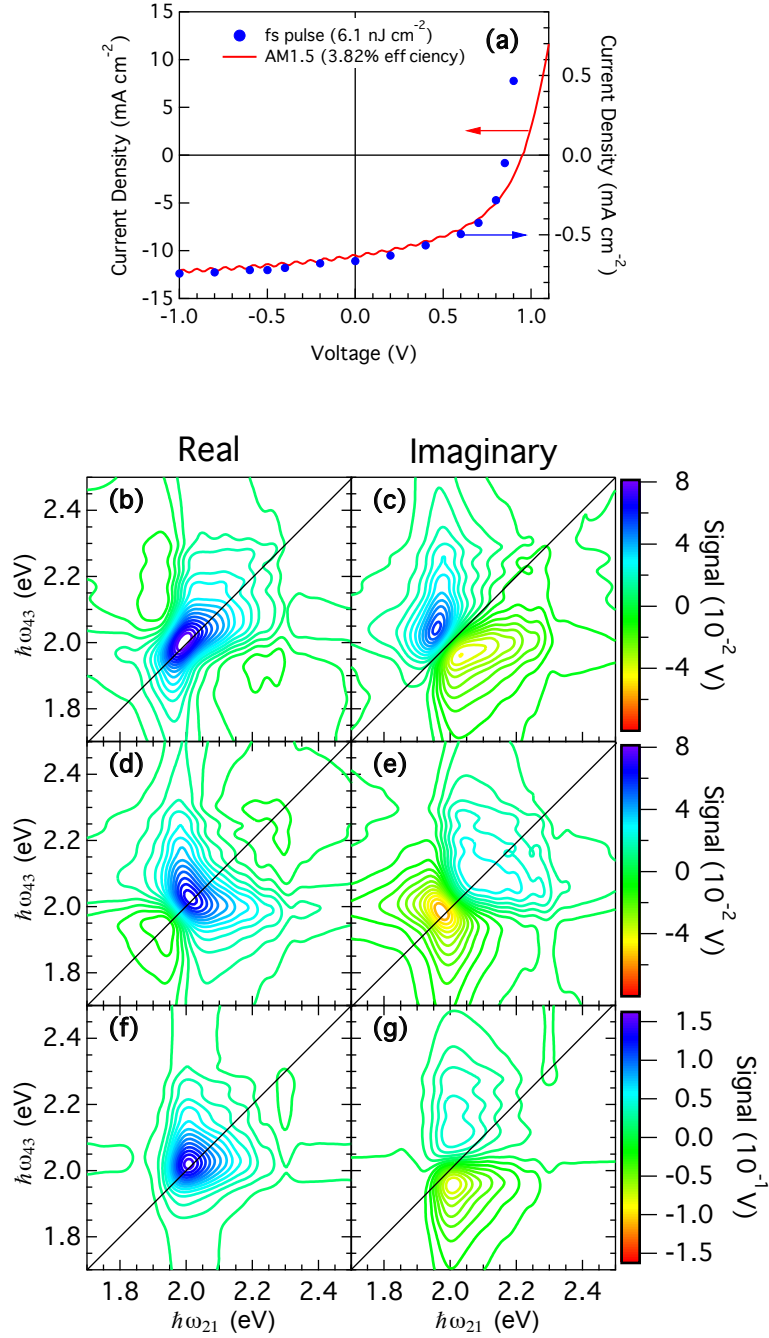 fs pulse (6.1 nJ cm⁻²)
AM1.5 (3.82% eff ciency)
(a)
Current Density (mA cm⁻²)
15
10
5
0
-5
-10
-15
0.5
0.0
-0.5
Current Density (mA cm⁻²)
-1.0
-0.5
0.0
0.5
1.0
Voltage (V)
Real
Imaginary
(b)
(c)
ℏω₄₃ (eV)
2.4
2.2
2.0
1.8
8
4
0
-4
Signal (10⁻² V)
(d)
(e)
ℏω₄₃ (eV)
2.4
2.2
2.0
1.8
8
4
0
-4
Signal (10⁻² V)
(f)
(g)
ℏω₄₃ (eV)
2.4
2.2
2.0
1.8
1.5
1.0
0.5
0.0
-0.5
-1.0
-1.5
Signal (10⁻¹ V)
1.8
2.0
2.2
2.4
1.8
2.0
2.2
2.4
ℏω₂₁ (eV)
ℏω₂₁ (eV)